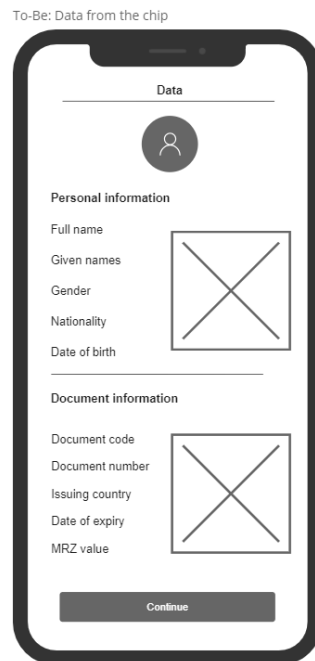 To-Be: Data from the chip
Data
Personal information
Full name
Given names
Gender
Nationality
Date of birth
Document information
Document code
Document number
Issuing country
Date of expiry
MRZ value
Continue